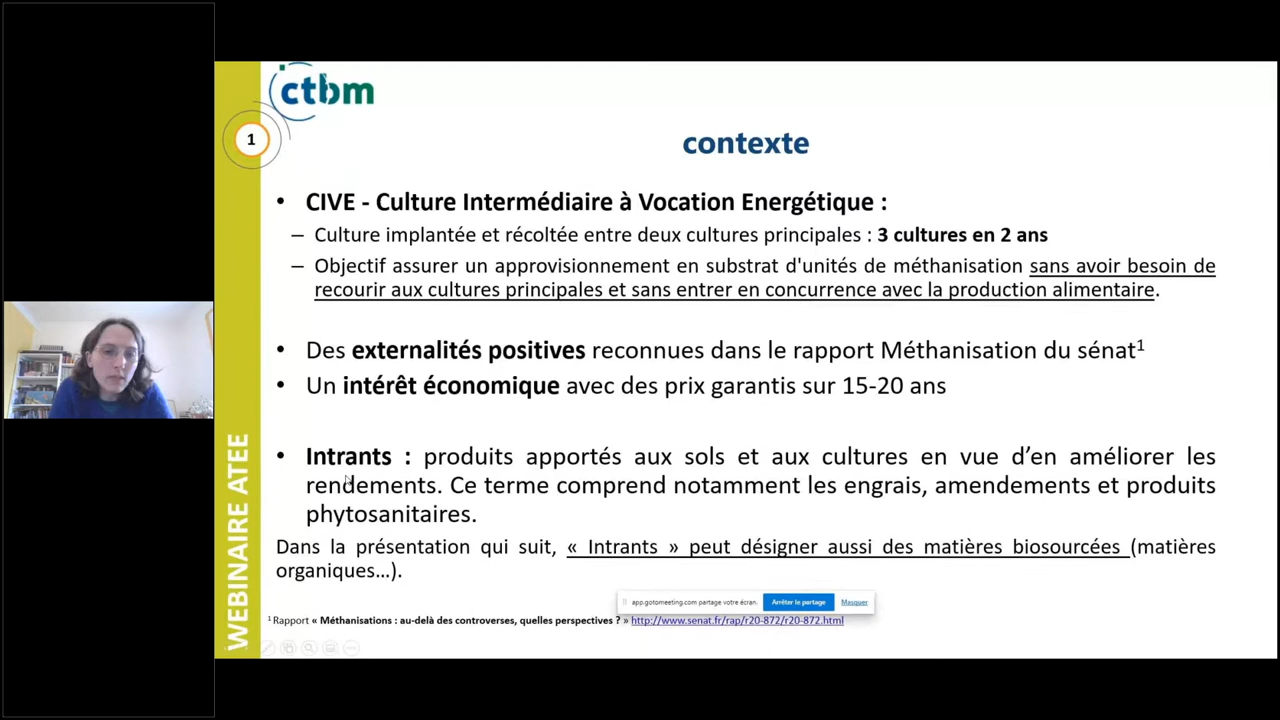 ctbm
1
contexte
• CIVE - Culture Intermédiaire à Vocation Energétique :
– Culture implantée et récoltée entre deux cultures principales : 3 cultures en 2 ans
– Objectif assurer un approvisionnement en substrat d'unités de méthanisation sans avoir besoin de
recourir aux cultures principales et sans entrer en concurrence avec la production alimentaire.
• Des externalités positives reconnues dans le rapport Méthanisation du sénat¹
• Un intérêt économique avec des prix garantis sur 15-20 ans
• Intrants : produits apportés aux sols et aux cultures en vue d’en améliorer les
rendements. Ce terme comprend notamment les engrais, amendements et produits
phytosanitaires.
Dans la présentation qui suit, « Intrants » peut désigner aussi des matières biosourcées (matières
organiques…).
app.gotomeeting.com partage votre écran. Arrêter le partage Masquer
¹ Rapport « Méthanisations : au-delà des controverses, quelles perspectives ? » http://www.senat.fr/rap/r20-872/r20-872.html
WEBINAIRE ATEE